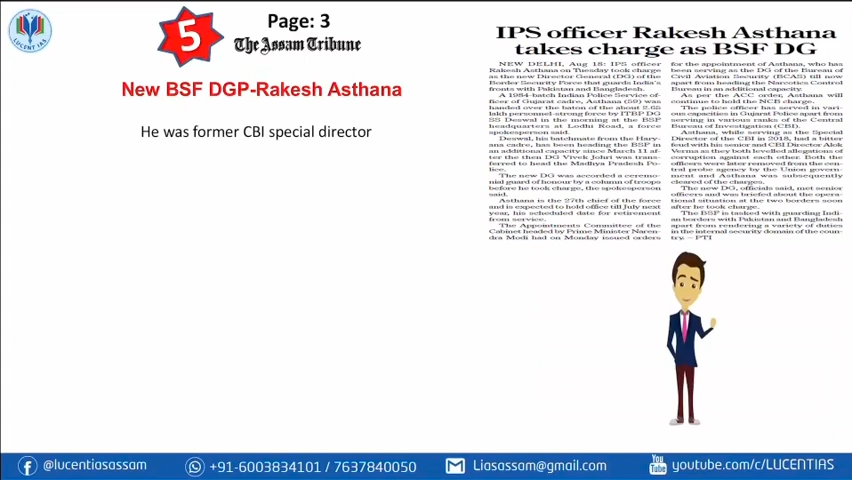 LUCENT IAS
5
Page: 3
The Assam Tribune
New BSF DGP-Rakesh Asthana
He was former CBI special director
IPS officer Rakesh Asthana
takes charge as BSF DG
NEW DELHI, Aug 18: IPS officer
Rakesh Asthana on Tuesday took charge
as the new Director General (DG) of the
Border Security Force that guards India's
fronts with Pakistan and Bangladesh.
A 1984-batch Indian Police Service of-
ficer of Gujarat cadre, Asthana (59) was
handed over the baton of the about 2.65
lakh personnel-strong force by ITBP DG
SS Deswal in the morning at the BSF
headquarters at Lodhi Road, a force
spokesperson said.
Deswal, his batchmate from the Hary-
ana cadre, has been heading the BSF in
an additional capacity since March 11 af-
ter the then DG Vivek Johri was trans-
ferred to head the Madhya Pradesh Po-
lice.
The new DG was accorded a ceremo-
nial guard of honour by a column of troops
before he took charge, the spokesperson
said.
Asthana is the 27th chief of the force
and is expected to hold office till July next
year, his scheduled date for retirement
from service.
The Appointments Committee of the
Cabinet headed by Prime Minister Naren-
dra Modi had on Monday issued orders
for the appointment of Asthana, who has
been serving as the DG of the Bureau of
Civil Aviation Security (BCAS) till now
apart from heading the Narcotics Control
Bureau in an additional capacity.
As per the ACC order, Asthana will
continue to hold the NCB charge.
The police officer has served in vari-
ous capacities in Gujarat Police apart from
serving in various ranks of the Central
Bureau of Investigation (CBI).
Asthana, while serving as the Special
Director of the CBI in 2018, had a bitter
feud with his senior and CBI Director Alok
Verma as they both levelled allegations of
corruption against each other. Both the
officers were later removed from the cen-
tral probe agency by the Union govern-
ment and Asthana was subsequently
cleared of the charges.
The new DG, officials said, met senior
officers and was briefed about the opera-
tional situation at the two borders soon
after he took charge.
The BSF is tasked with guarding Indi-
an borders with Pakistan and Bangladesh
apart from rendering a variety of duties
in the internal security domain of the coun-
try. – PTI
@lucentiasassam
+91-6003834101 / 7637840050
Liasassam@gmail.com
You
Tube
youtube.com/c/LUCENTIAS